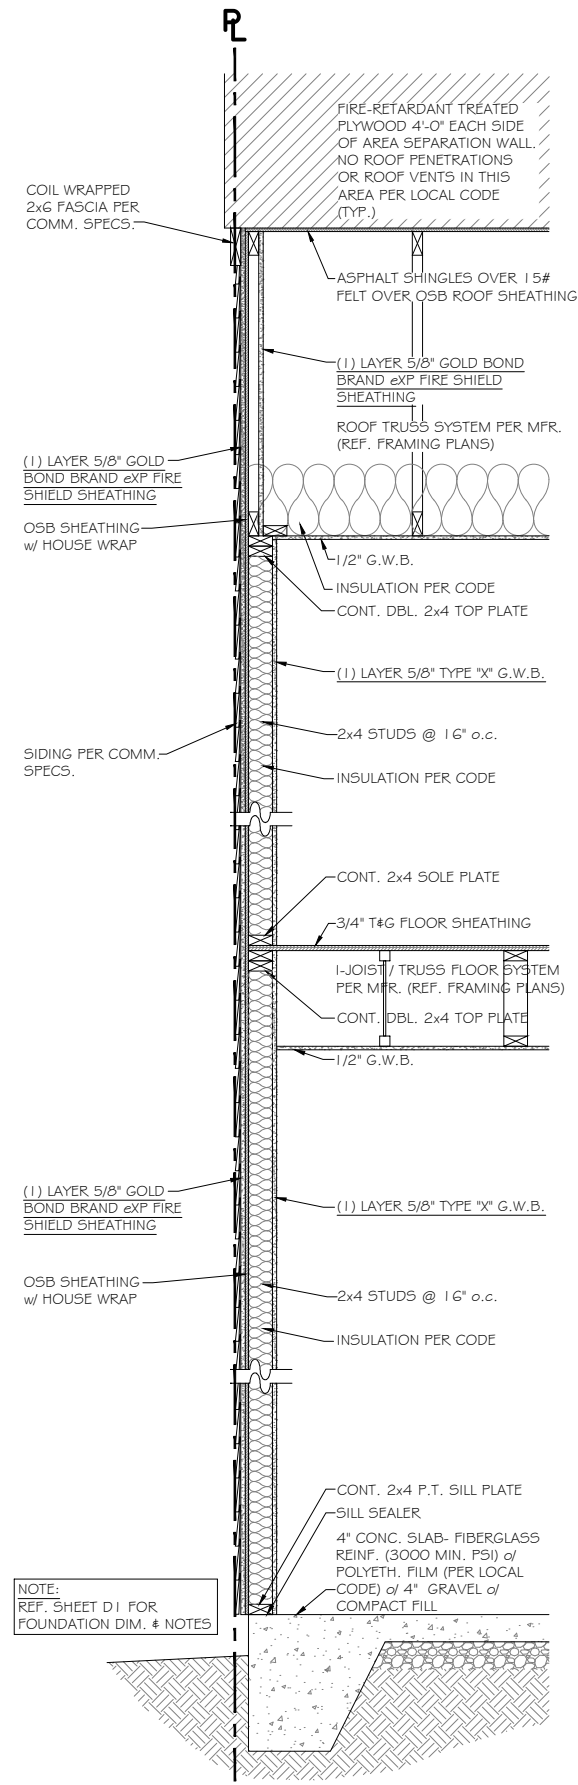 PL
FIRE-RETARDANT TREATED
PLYWOOD 4'-0" EACH SIDE
OF AREA SEPARATION WALL.
NO ROOF PENETRATIONS
OR ROOF VENTS IN THIS
AREA PER LOCAL CODE
(TYP.)
COIL WRAPPED
2x6 FASCIA PER
COMM. SPECS.
ASPHALT SHINGLES OVER 15#
FELT OVER OSB ROOF SHEATHING
(1) LAYER 5/8" GOLD BOND
BRAND eXP FIRE SHIELD
SHEATHING
ROOF TRUSS SYSTEM PER MFR.
(REF. FRAMING PLANS)
(1) LAYER 5/8" GOLD
BOND BRAND eXP FIRE
SHIELD SHEATHING
OSB SHEATHING
w/ HOUSE WRAP
1/2" G.W.B.
INSULATION PER CODE
CONT. DBL. 2x4 TOP PLATE
(1) LAYER 5/8" TYPE "X" G.W.B.
2x4 STUDS @ 16" o.c.
SIDING PER COMM.
SPECS.
INSULATION PER CODE
CONT. 2x4 SOLE PLATE
3/4" T&G FLOOR SHEATHING
I-JOIST / TRUSS FLOOR SYSTEM
PER MFR. (REF. FRAMING PLANS)
CONT. DBL. 2x4 TOP PLATE
1/2" G.W.B.
(1) LAYER 5/8" GOLD
BOND BRAND eXP FIRE
SHIELD SHEATHING
(1) LAYER 5/8" TYPE "X" G.W.B.
OSB SHEATHING
w/ HOUSE WRAP
2x4 STUDS @ 16" o.c.
INSULATION PER CODE
CONT. 2x4 P.T. SILL PLATE
SILL SEALER
4" CONC. SLAB- FIBERGLASS
REINF. (3000 MIN. PSI) o/
POLYETH. FILM (PER LOCAL
CODE) o/ 4" GRAVEL o/
COMPACT FILL
NOTE:
REF. SHEET D1 FOR
FOUNDATION DIM. & NOTES